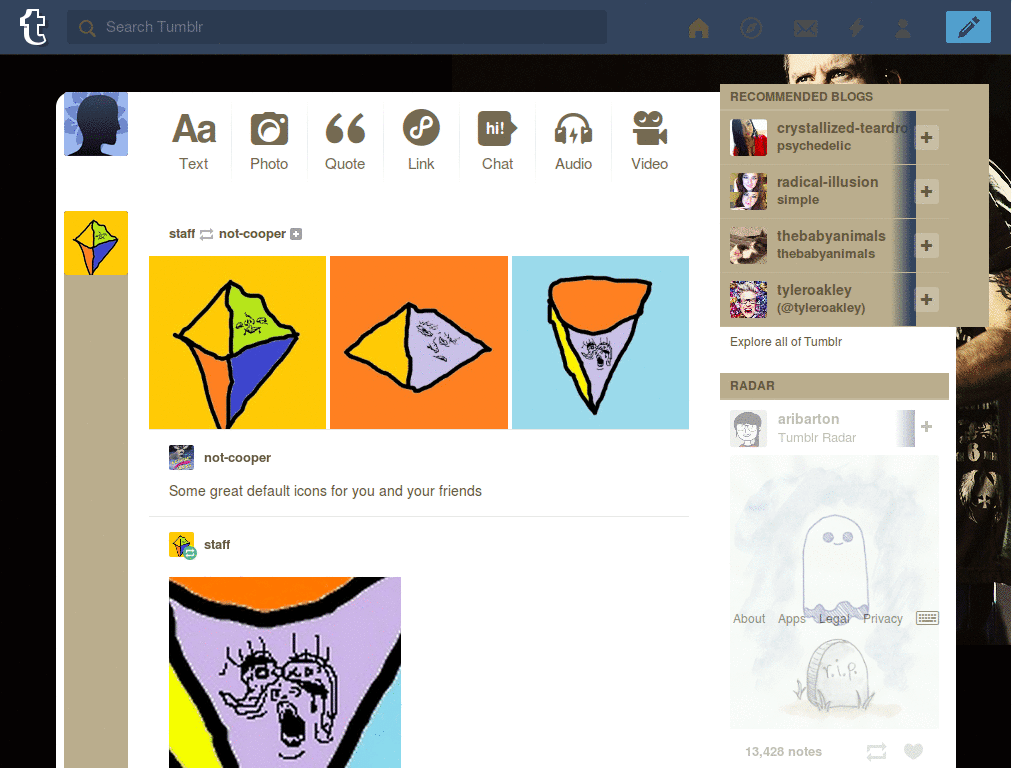 Search Tumblr
Aa
hi!
Text
Photo
Quote
Link
Chat
Audio
Video
staff not-cooper
not-cooper
Some great default icons for you and your friends
staff
RECOMMENDED BLOGS
crystallized-teardro
psychedelic
radical-illusion
simple
thebabyanimals
thebabyanimals
tyleroakley
(@tyleroakley)
Explore all of Tumblr
RADAR
aribarton
Tumblr Radar
About Apps Legal Privacy
r.i.p.
13,428 notes